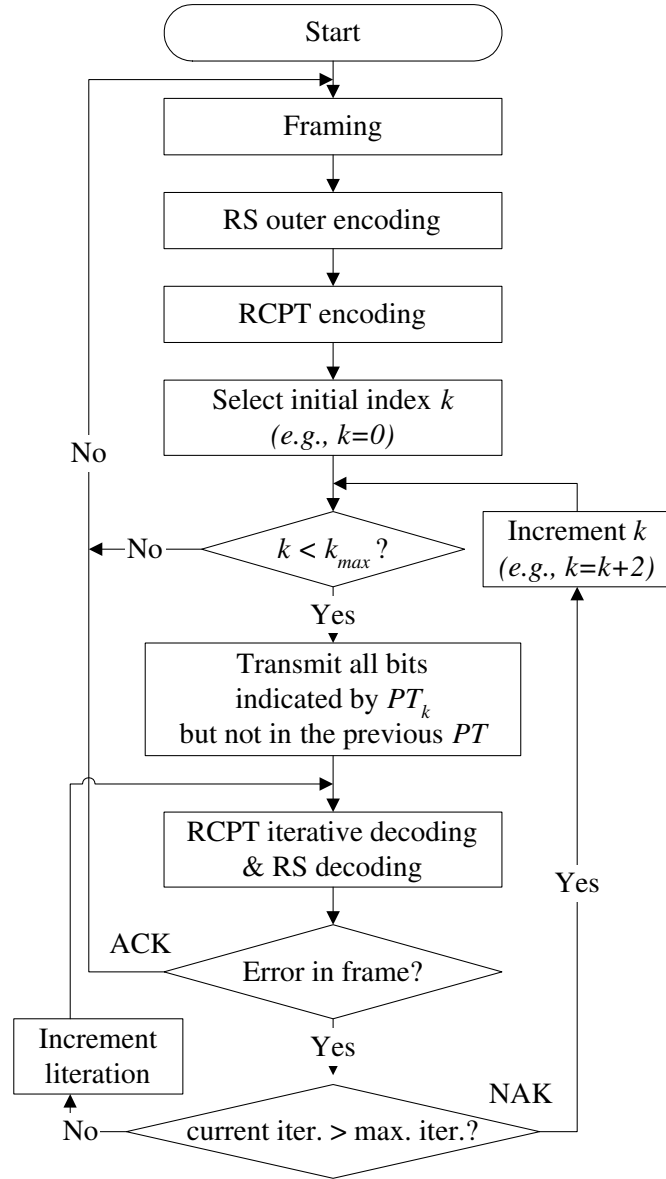 Start
Framing
RS outer encoding
RCPT encoding
Select initial index k
(e.g., k=0)
No
k < k_max ?
No
Increment k
(e.g., k=k+2)
Yes
Transmit all bits
indicated by PT_k
but not in the previous PT
RCPT iterative decoding
& RS decoding
Yes
ACK
Error in frame?
Increment
literation
Yes
NAK
No
current iter. > max. iter.?